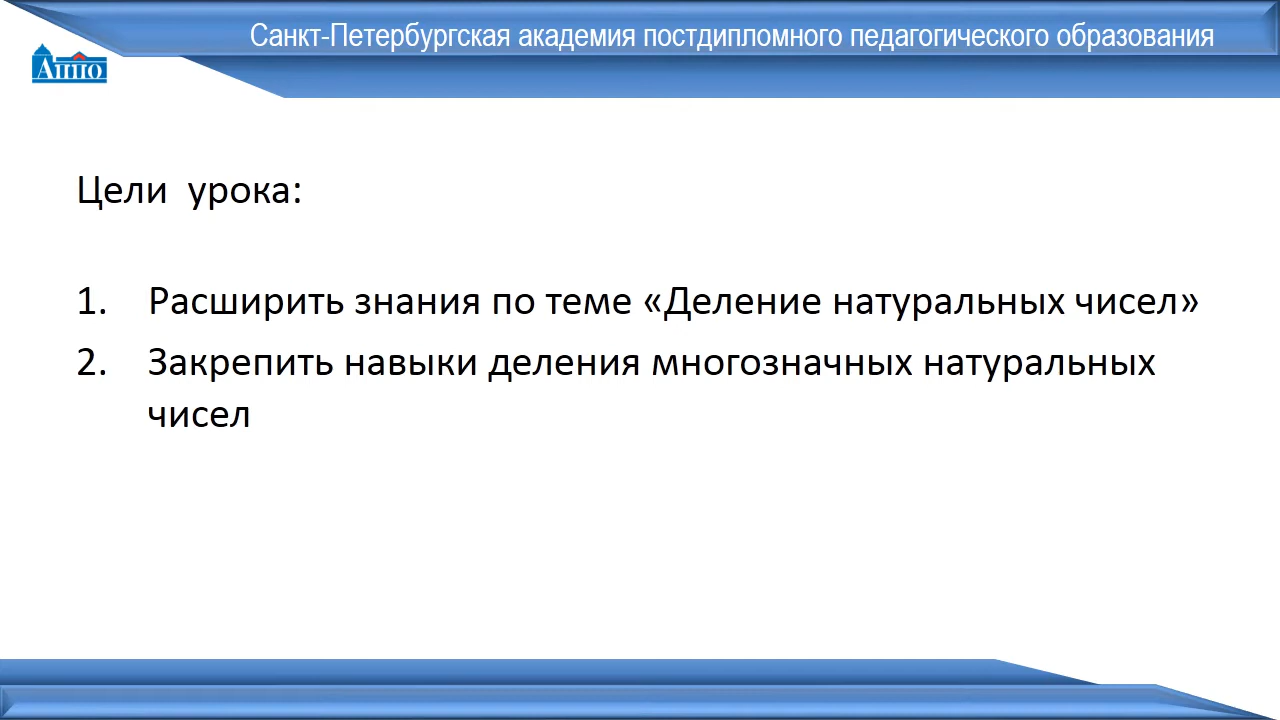 Санкт-Петербургская академия постдипломного педагогического образования
АППО
Цели урока:
1. Расширить знания по теме «Деление натуральных чисел»
2. Закрепить навыки деления многозначных натуральных
чисел